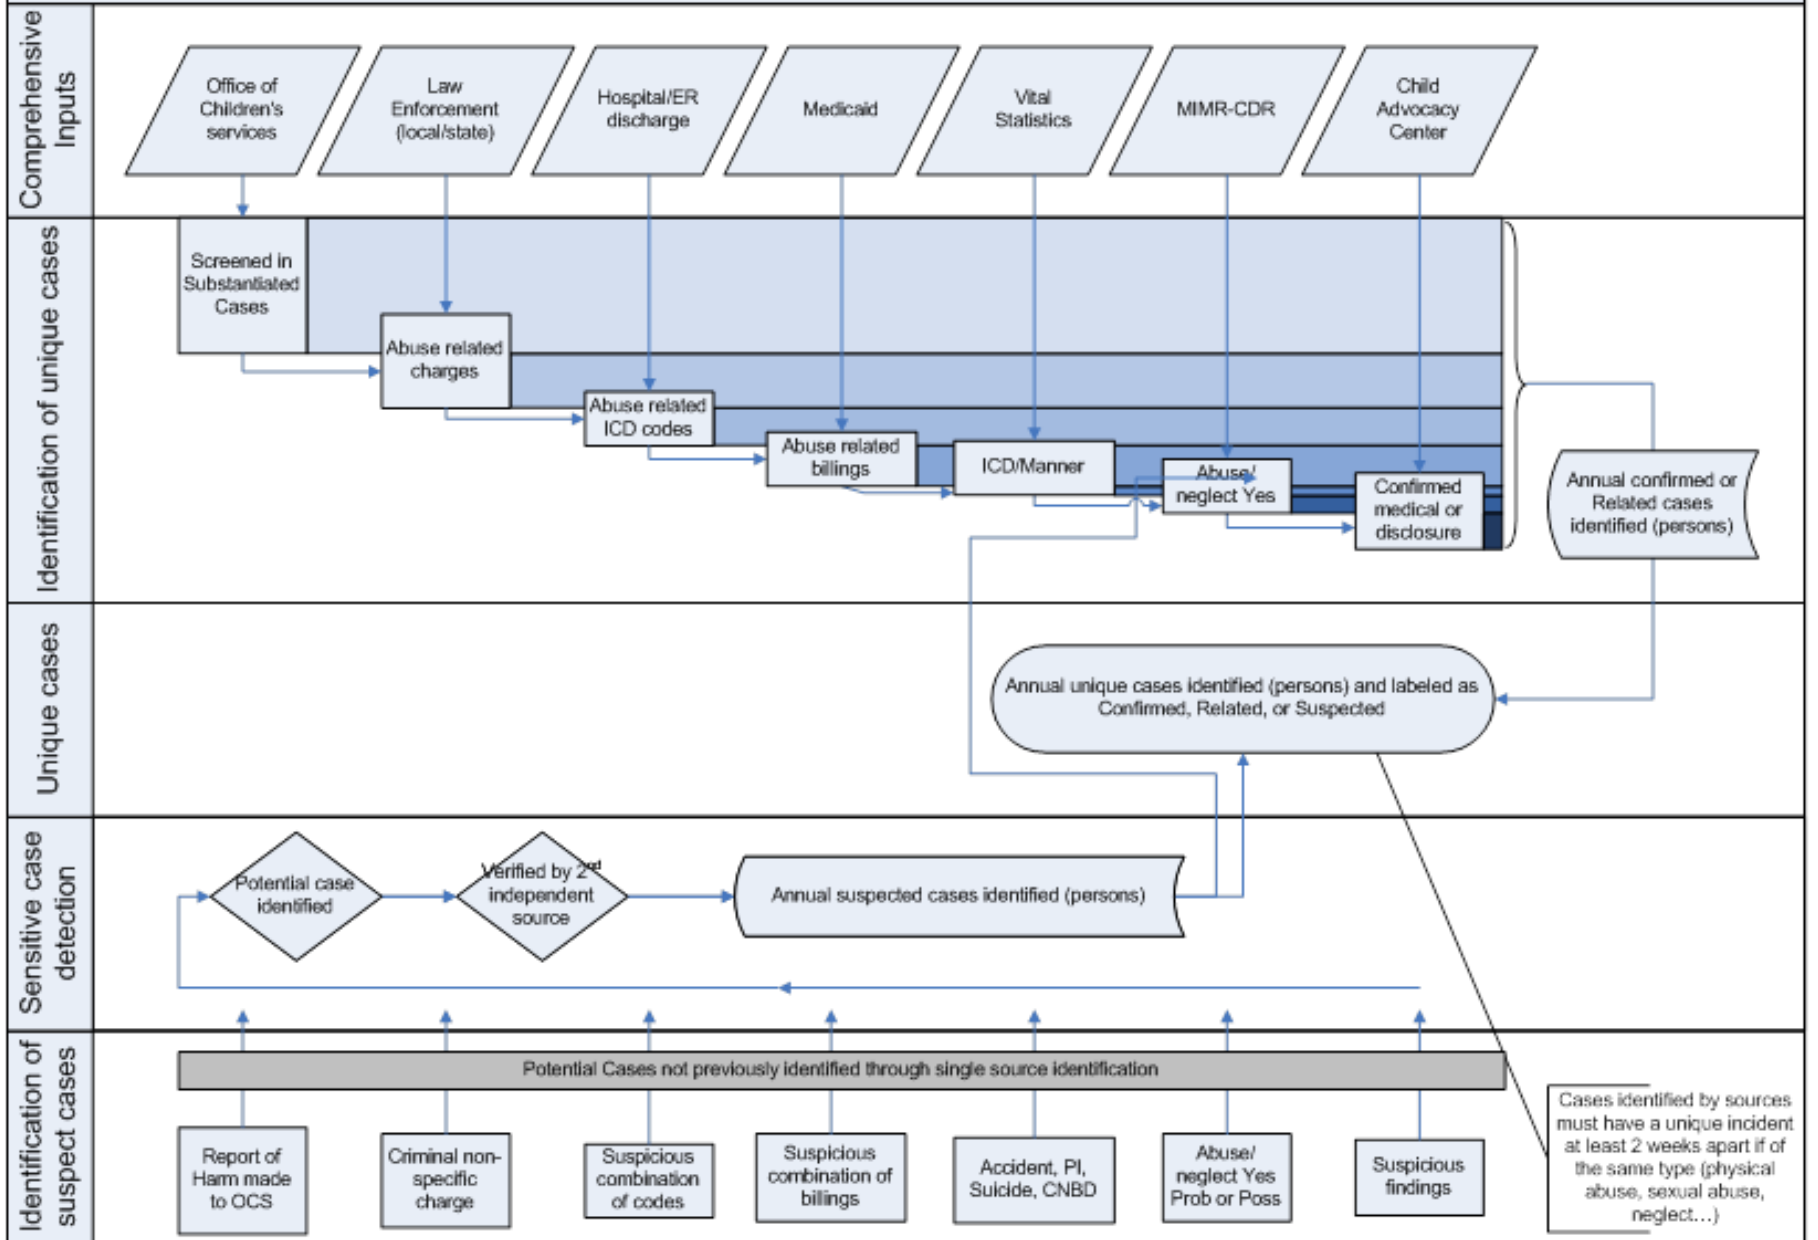 Comprehensive
Inputs
Office of
Children's
services
Law
Enforcement
(local/state)
Hospital/ER
discharge
Medicaid
Vital
Statistics
MIMR-CDR
Child
Advocacy
Center
Identification of unique cases
Screened in
Substantiated
Cases
Abuse related
charges
Abuse related
ICD codes
Abuse related
billings
ICD/Manner
Abuse/
neglect Yes
Confirmed
medical or
disclosure
Annual confirmed or
Related cases
identified (persons)
Unique cases
Annual unique cases identified (persons) and labeled as
Confirmed, Related, or Suspected
Sensitive case
detection
Potential case
identified
Verified by 2nd
independent
source
Annual suspected cases identified (persons)
Identification of
suspect cases
Potential Cases not previously identified through single source identification
Report of
Harm made
to OCS
Criminal non-
specific
charge
Suspicious
combination
of codes
Suspicious
combination of
billings
Accident, PI,
Suicide, CNBD
Abuse/
neglect Yes
Prob or Poss
Suspicious
findings
Cases identified by sources
must have a unique incident
at least 2 weeks apart if of
the same type (physical
abuse, sexual abuse,
neglect...)